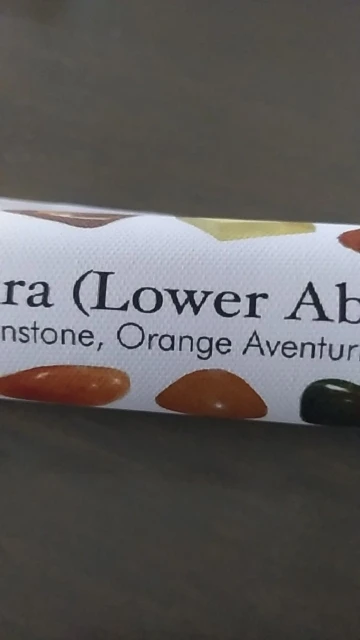 ra (Lower Ab
nstone, Orange Aventur